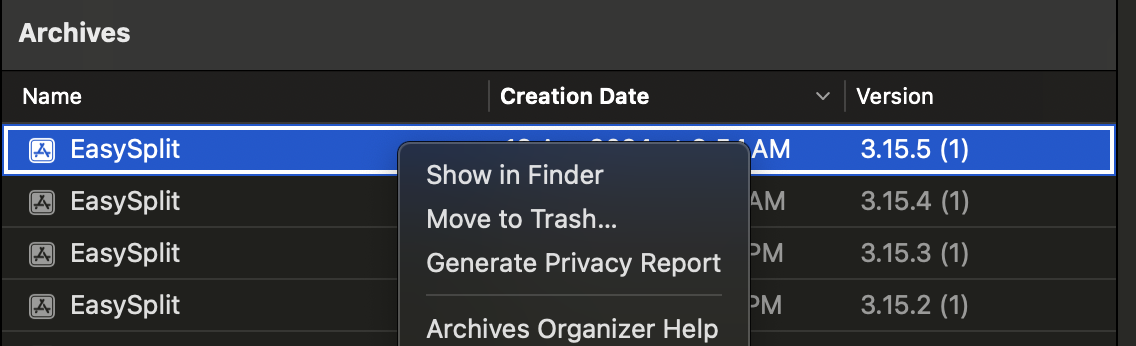 Archives
Name Creation Date Version
EasySplit AM 3.15.5 (1)
Show in Finder
EasySplit AM 3.15.4 (1)
Move to Trash...
EasySplit PM 3.15.3 (1)
Generate Privacy Report
EasySplit PM 3.15.2 (1)
Archives Organizer Help